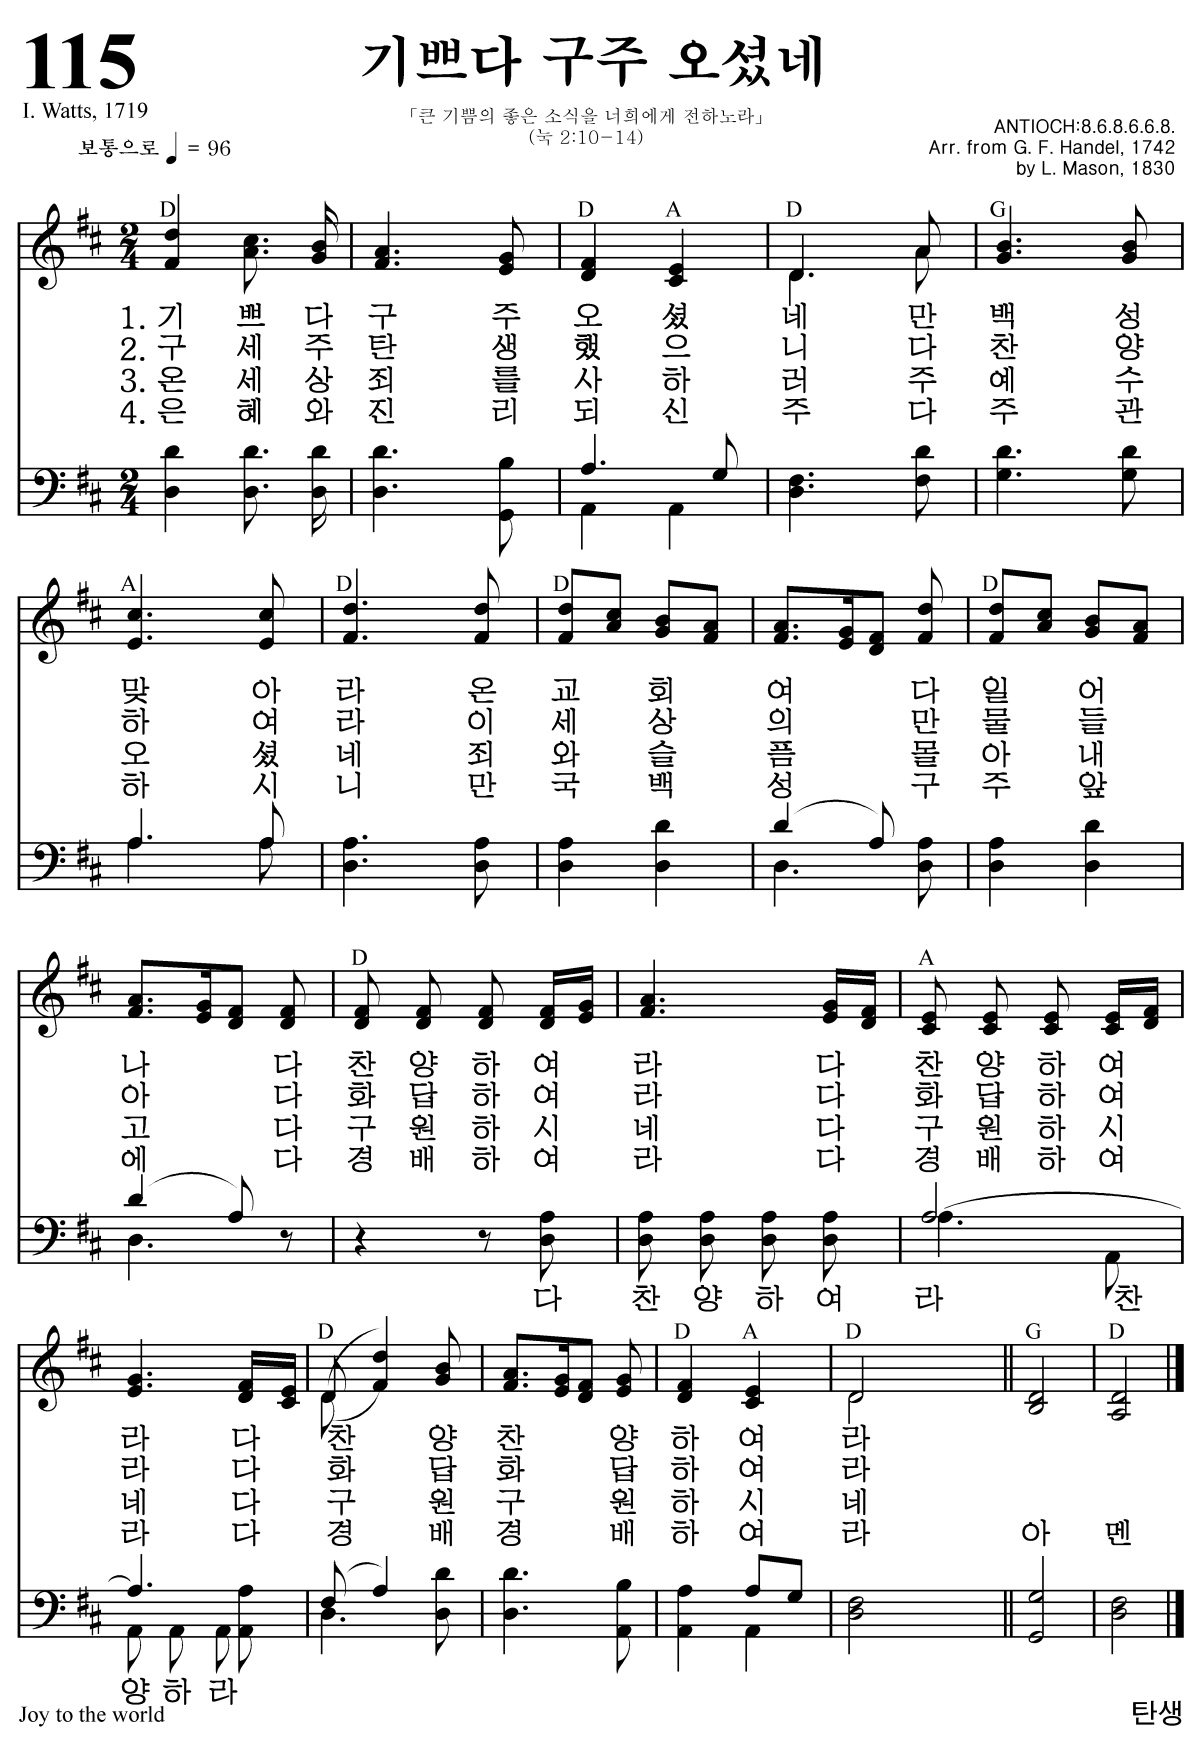 115
기쁘다 구주 오셨네
I. Watts, 1719
「큰 기쁨의 좋은 소식을 너희에게 전하노라」
(눅 2:10-14)
보통으로 ♩ = 96
ANTIOCH:8.6.8.6.6.8.
Arr. from G. F. Handel, 1742
by L. Mason, 1830
D D A D G
1. 기 쁘 다 구 주 오 셨 네 만 백 성
2. 구 세 주 탄 생 했 으 니 다 찬 양
3. 온 세 상 죄 를 사 하 러 주 예 수
4. 은 혜 와 진 리 되 신 주 다 주 관
A D D D
맞 아 라 온 교 회 여 다 일 어
하 여 라 이 세 상 의 만 물 들
오 셨 네 죄 와 슬 픔 몰 아 내
하 시 니 만 국 백 성 구 주 앞
D A
나 다 찬 양 하 여 라 다 찬 양 하 여
아 다 화 답 하 여 라 다 화 답 하 여
고 다 구 원 하 시 네 다 구 원 하 시
에 다 경 배 하 여 라 다 경 배 하 여
다 찬 양 하 여 라 찬
D D A D G D
라 다 찬 양 찬 양 하 여 라
라 다 화 답 화 답 하 여 라
네 다 구 원 구 원 하 시 네
라 다 경 배 경 배 하 여 라 아 멘
양 하 라
Joy to the world
탄생